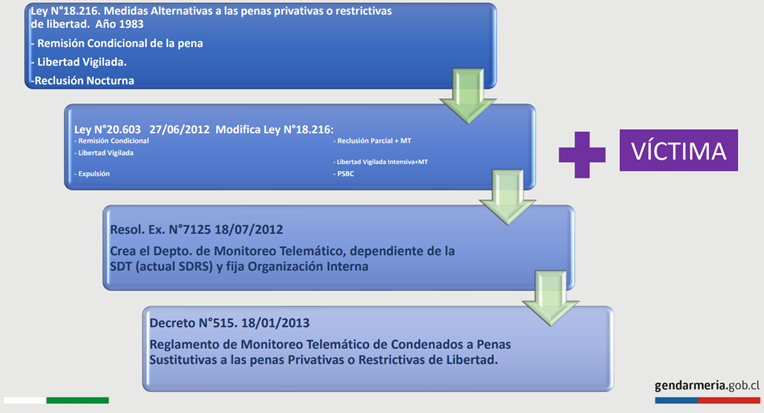 Ley N°18.216. Medidas Alternativas a las penas privativas o restrictivas
de libertad. Año 1983
- Remisión Condicional de la pena
- Libertad Vigilada.
-Reclusión Nocturna
Ley N°20.603 27/06/2012 Modifica Ley N°18.216:
- Remisión Condicional - Reclusión Parcial + MT
- Libertad Vigilada
- Libertad Vigilada Intensiva+MT
- Expulsión - PSBC
VÍCTIMA
Resol. Ex. N°7125 18/07/2012
Crea el Depto. de Monitoreo Telemático, dependiente de la
SDT (actual SDRS) y fija Organización Interna
Decreto N°515. 18/01/2013
Reglamento de Monitoreo Telemático de Condenados a Penas
Sustitutivas a las penas Privativas o Restrictivas de Libertad.
gendarmeria.gob.cl